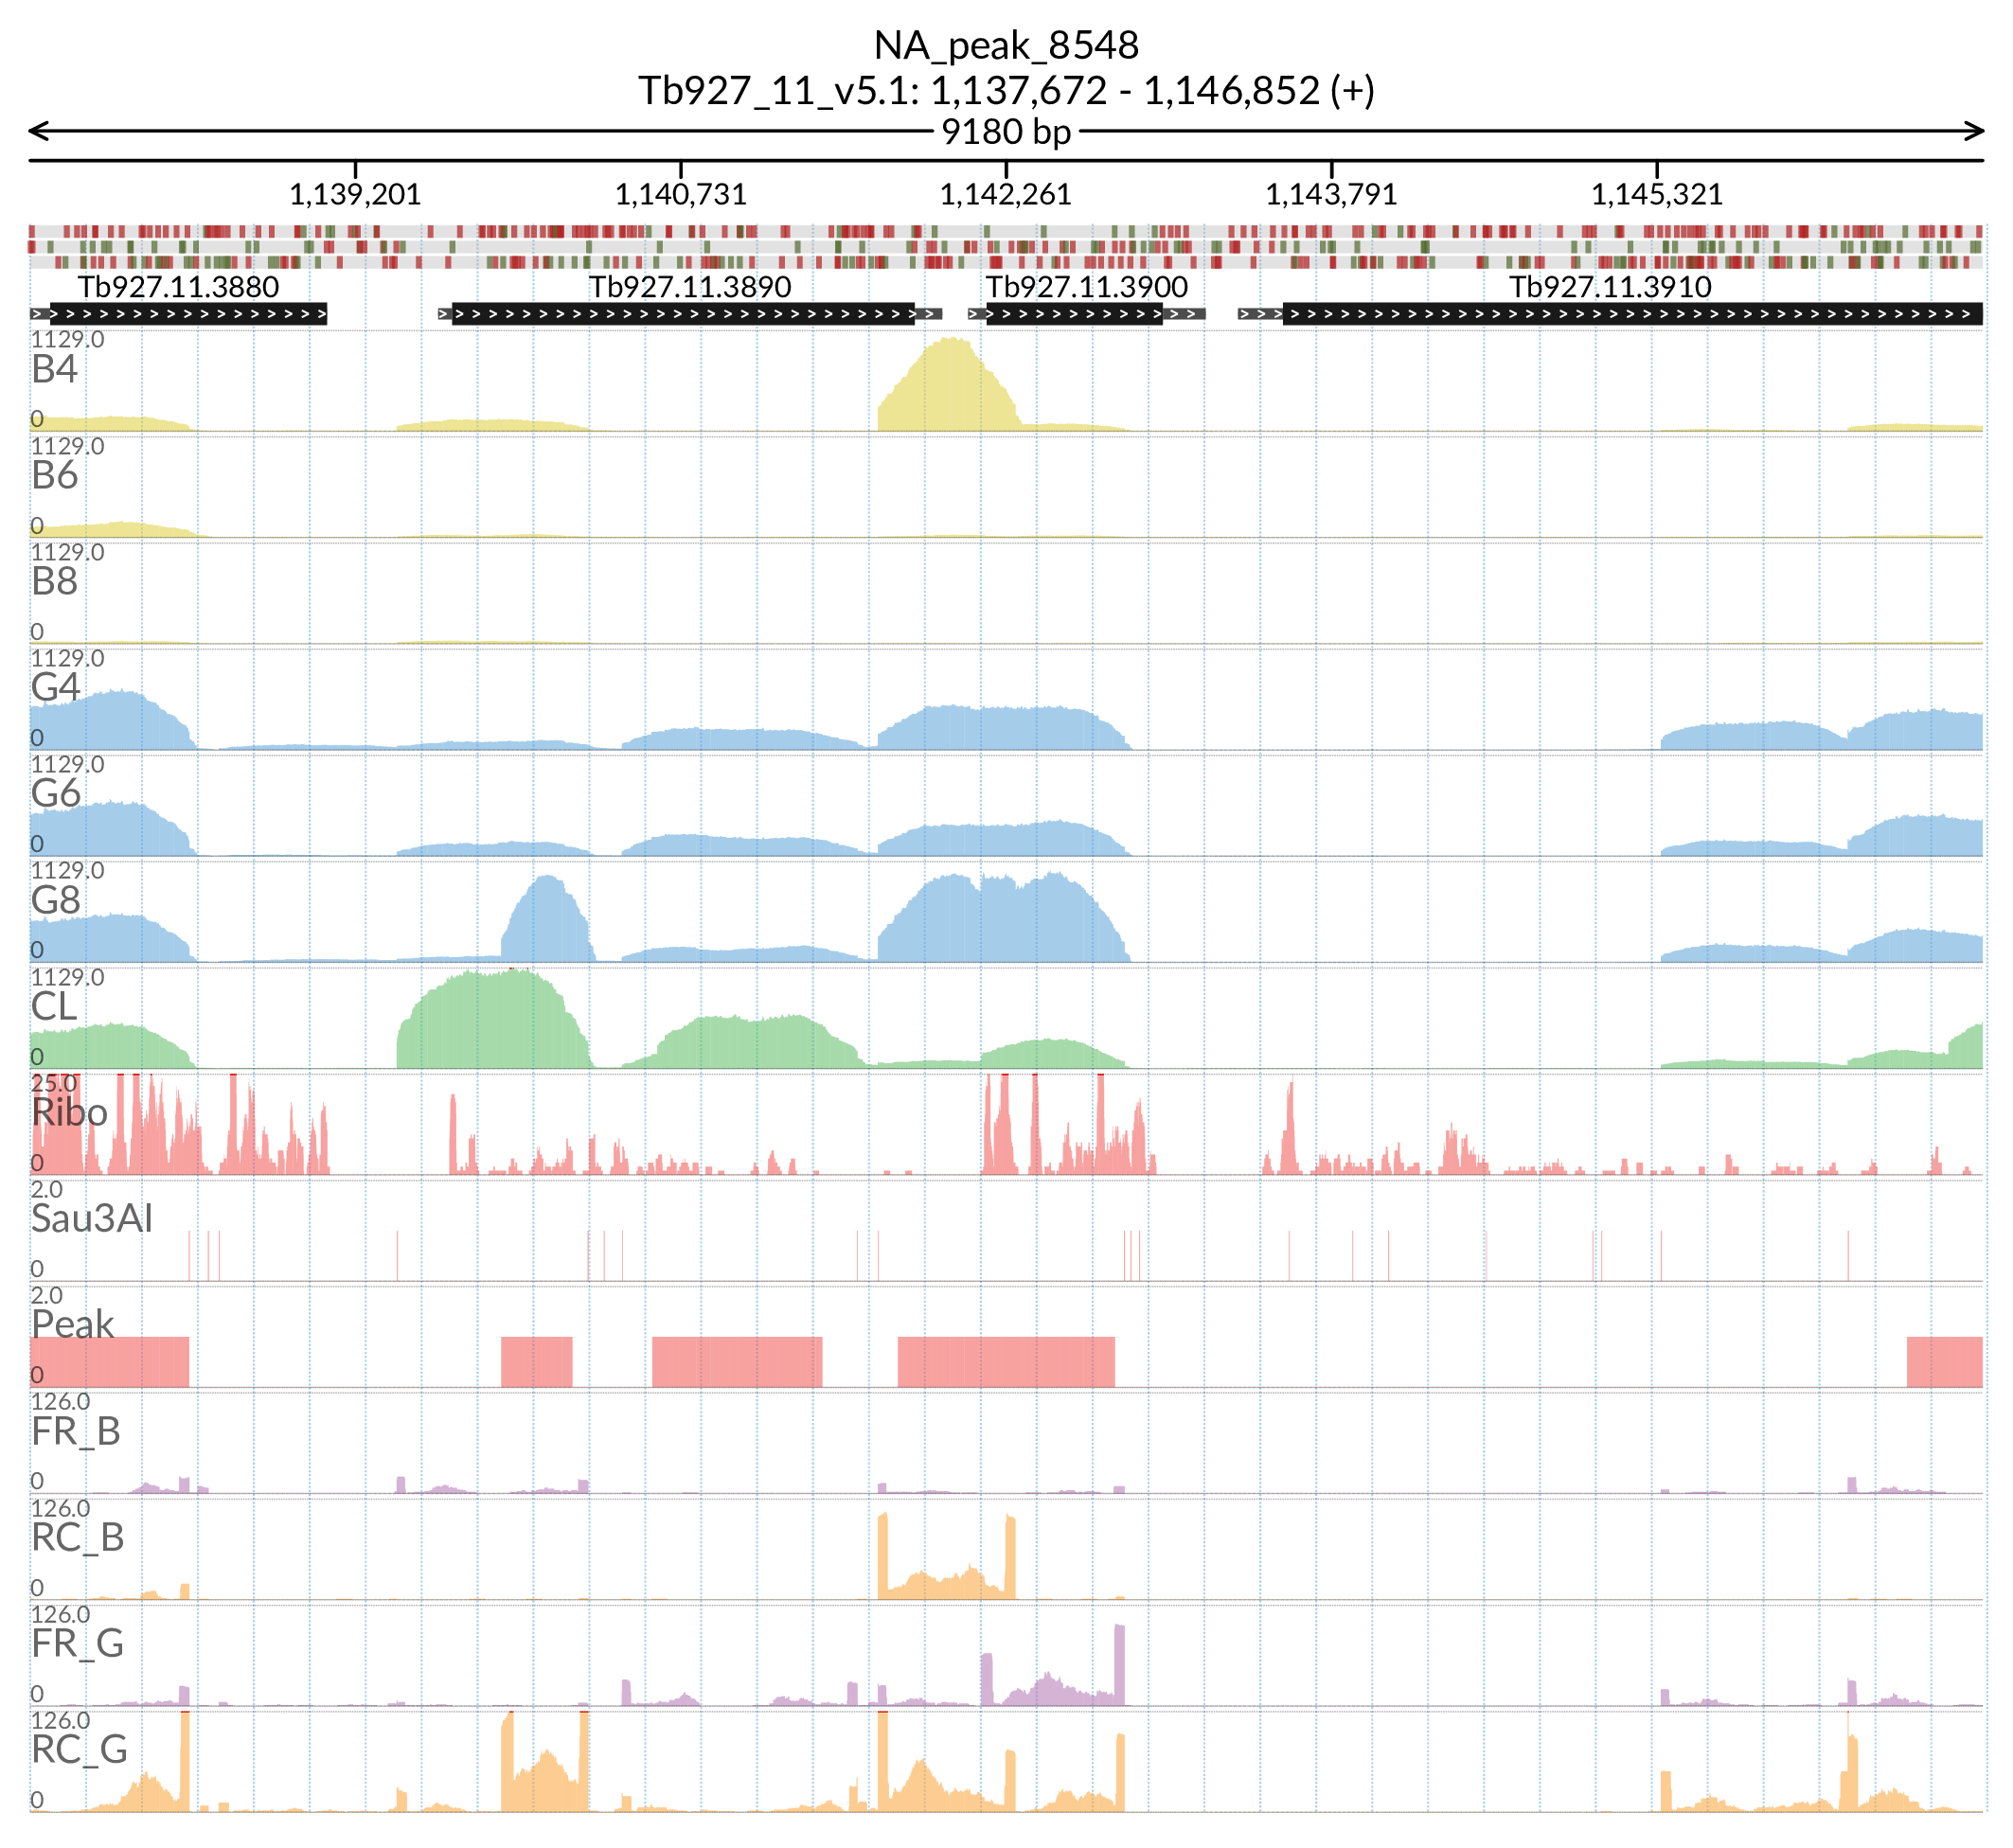 NA_peak_8548
Tb927_11_v5.1: 1,137,672 - 1,146,852 (+)
9180 bp
1,139,201 1,140,731 1,142,261 1,143,791 1,145,321
Tb927.11.3880 Tb927.11.3890 Tb927.11.3900 Tb927.11.3910
1129.0
B4
0
1129.0
B6
0
1129.0
B8
0
1129.0
G4
0
1129.0
G6
0
1129.0
G8
0
1129.0
CL
0
25.0
Ribo
0
2.0
Sau3AI
0
2.0
Peak
0
126.0
FR_B
0
126.0
RC_B
0
126.0
FR_G
0
126.0
RC_G
0